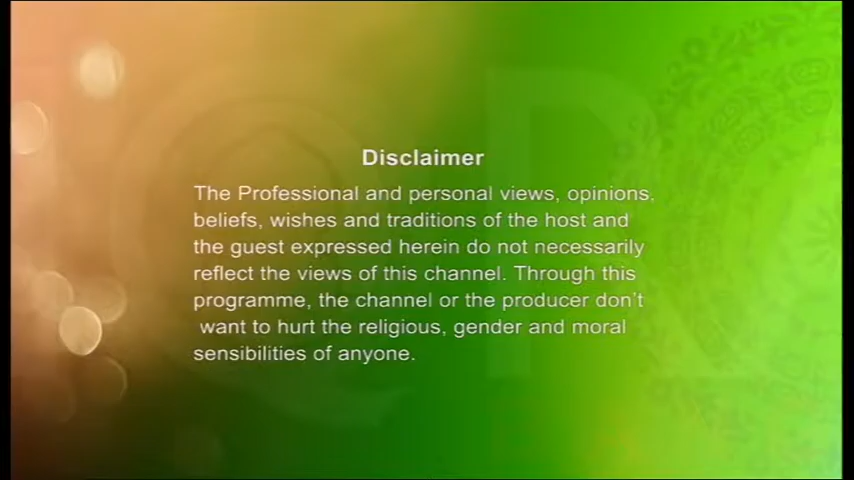 Disclaimer
The Professional and personal views, opinions,
beliefs, wishes and traditions of the host and
the guest expressed herein do not necessarily
reflect the views of this channel. Through this
programme, the channel or the producer don't
want to hurt the religious, gender and moral
sensibilities of anyone.